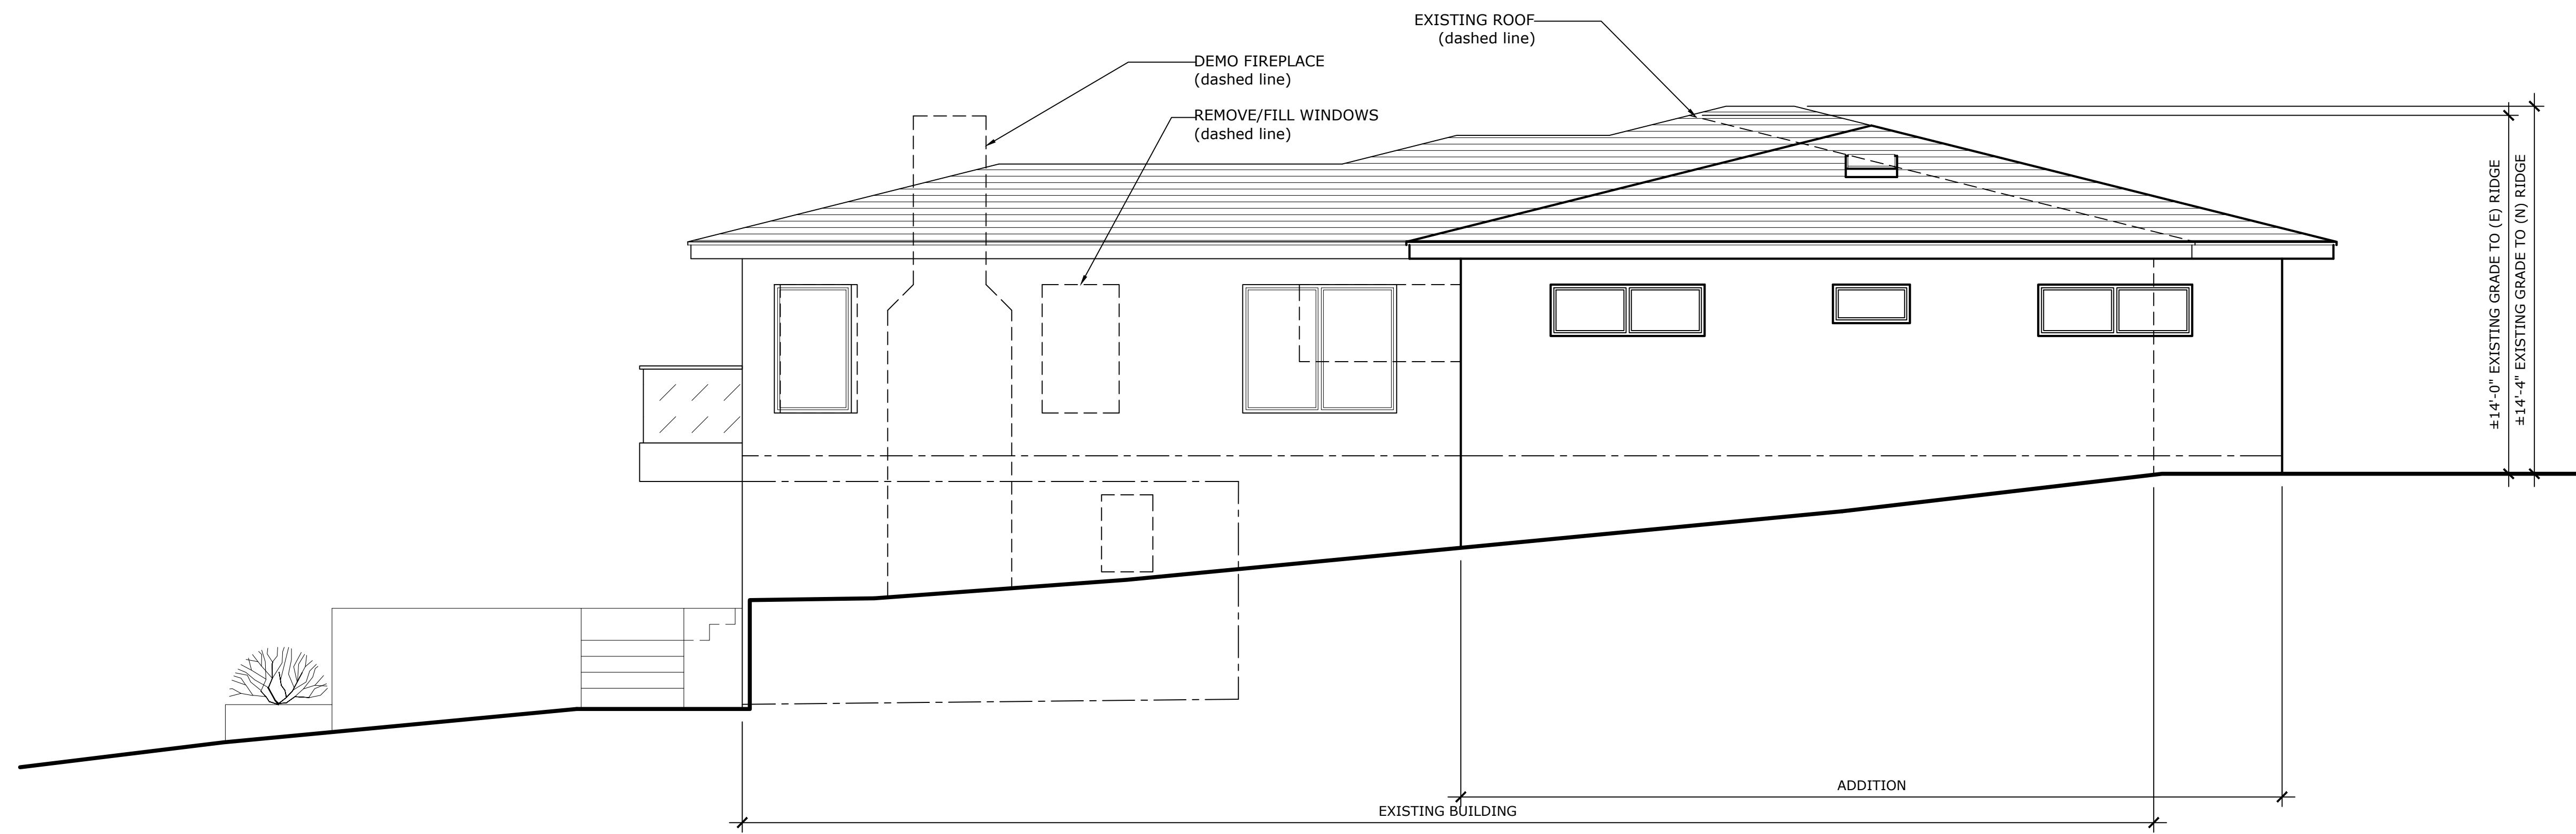 EXISTING ROOF
(dashed line)
DEMO FIREPLACE
(dashed line)
REMOVE/FILL WINDOWS
(dashed line)
±14'-0" EXISTING GRADE TO (E) RIDGE
±14'-4" EXISTING GRADE TO (N) RIDGE
ADDITION
EXISTING BUILDING